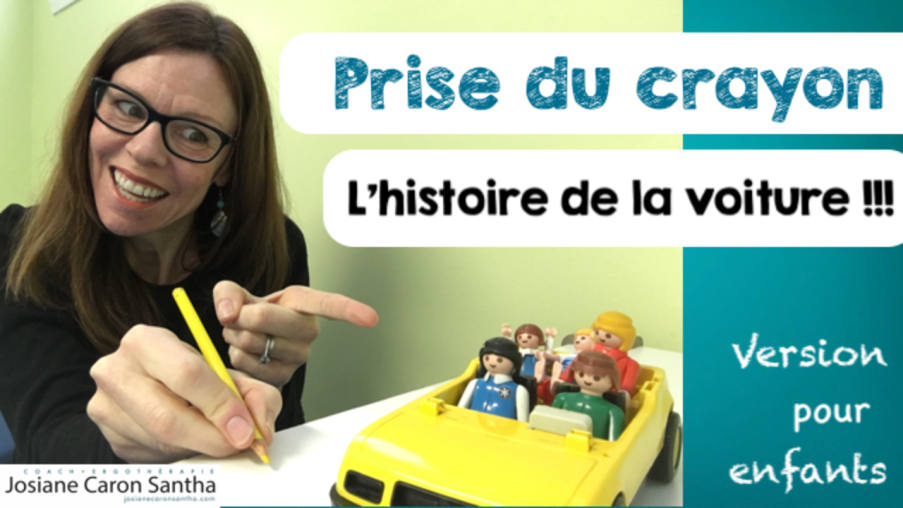 Prise du crayon
L'histoire de la voiture !!!
Version
pour
enfants
COACH • ERGOTHÉRAPIE
Josiane Caron Santha
josianecaronsantha.com